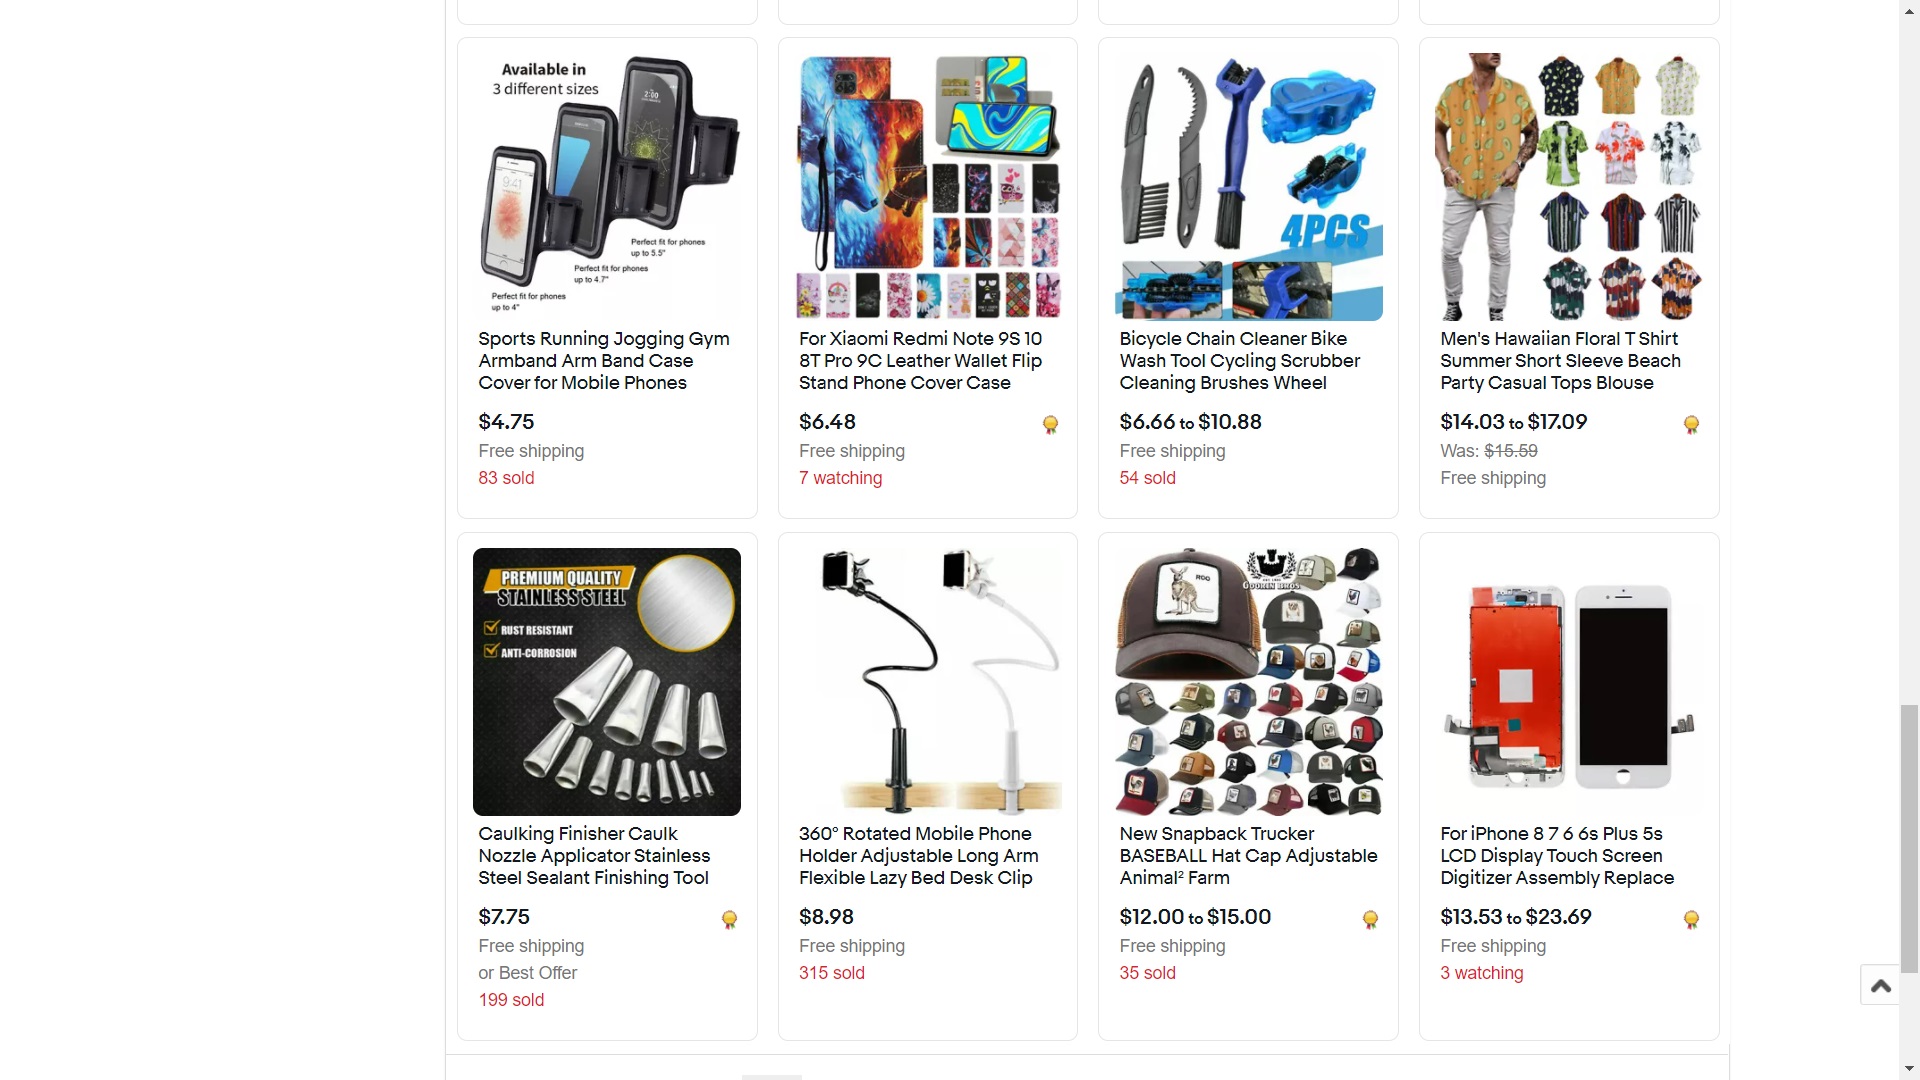 Available in
3 different sizes
2:00
9:41
Perfect fit for phones
up to 5.5"
Perfect fit for phones
up to 4.7"
Perfect fit for phones
up to 4"
Sports Running Jogging Gym
Armband Arm Band Case
Cover for Mobile Phones
$4.75
Free shipping
83 sold
For Xiaomi Redmi Note 9S 10
8T Pro 9C Leather Wallet Flip
Stand Phone Cover Case
$6.48
Free shipping
7 watching
4PCS
Bicycle Chain Cleaner Bike
Wash Tool Cycling Scrubber
Cleaning Brushes Wheel
$6.66 to $10.88
Free shipping
54 sold
Men's Hawaiian Floral T Shirt
Summer Short Sleeve Beach
Party Casual Tops Blouse
$14.03 to $17.09
Was: $15.59
Free shipping
PREMIUM QUALITY
STAINLESS STEEL
RUST RESISTANT
ANTI-CORROSION
Caulking Finisher Caulk
Nozzle Applicator Stainless
Steel Sealant Finishing Tool
$7.75
Free shipping
or Best Offer
199 sold
360° Rotated Mobile Phone
Holder Adjustable Long Arm
Flexible Lazy Bed Desk Clip
$8.98
Free shipping
315 sold
ROO
GOORIN BROS
New Snapback Trucker
BASEBALL Hat Cap Adjustable
Animal² Farm
$12.00 to $15.00
Free shipping
35 sold
For iPhone 8 7 6 6s Plus 5s
LCD Display Touch Screen
Digitizer Assembly Replace
$13.53 to $23.69
Free shipping
3 watching